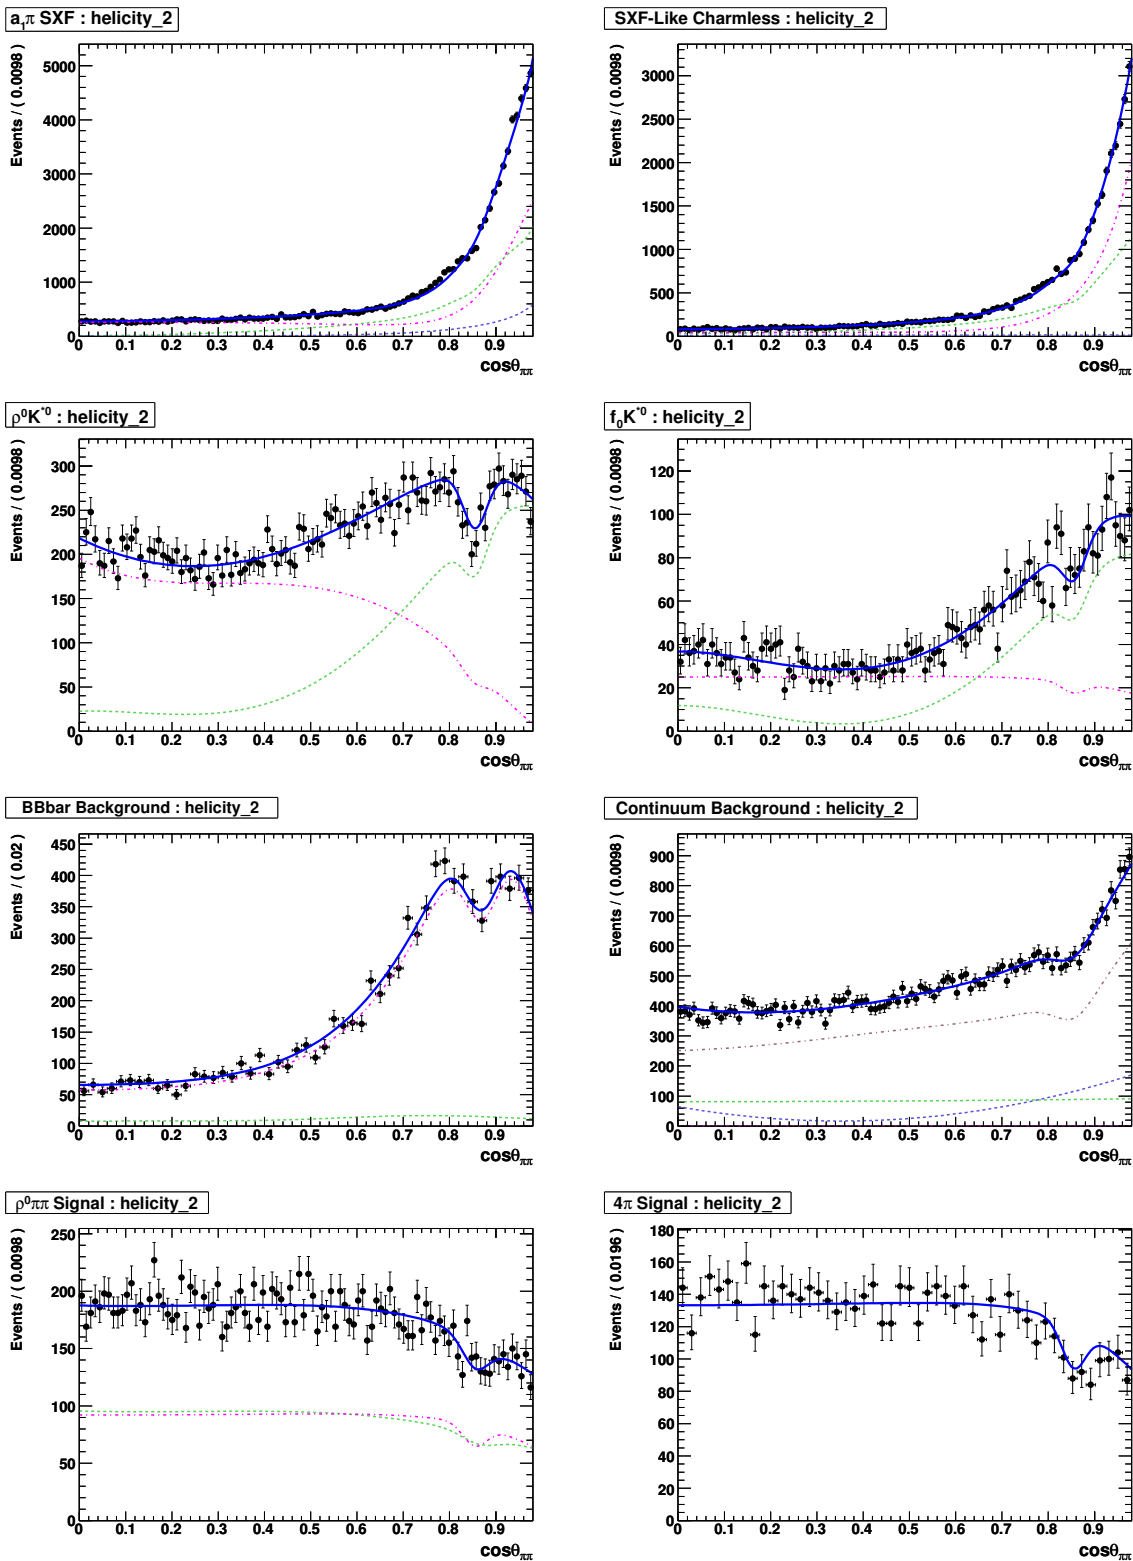 a₁π SXF : helicity_2
Events / ( 0.0098 )
5000
4000
3000
2000
1000
0
0 0.1 0.2 0.3 0.4 0.5 0.6 0.7 0.8 0.9
cosθππ
SXF-Like Charmless : helicity_2
Events / ( 0.0098 )
3000
2500
2000
1500
1000
500
0
0 0.1 0.2 0.3 0.4 0.5 0.6 0.7 0.8 0.9
cosθππ
ρ⁰K*⁰ : helicity_2
Events / ( 0.0098 )
300
250
200
150
100
50
0
0 0.1 0.2 0.3 0.4 0.5 0.6 0.7 0.8 0.9
cosθππ
f₀K*⁰ : helicity_2
Events / ( 0.0098 )
120
100
80
60
40
20
0
0 0.1 0.2 0.3 0.4 0.5 0.6 0.7 0.8 0.9
cosθππ
BBbar Background : helicity_2
Events / ( 0.02 )
450
400
350
300
250
200
150
100
50
0
0 0.1 0.2 0.3 0.4 0.5 0.6 0.7 0.8 0.9
cosθππ
Continuum Background : helicity_2
Events / ( 0.0098 )
900
800
700
600
500
400
300
200
100
0
0 0.1 0.2 0.3 0.4 0.5 0.6 0.7 0.8 0.9
cosθππ
ρ⁰ππ Signal : helicity_2
Events / ( 0.0098 )
250
200
150
100
50
0
0 0.1 0.2 0.3 0.4 0.5 0.6 0.7 0.8 0.9
cosθππ
4π Signal : helicity_2
Events / ( 0.0196 )
180
160
140
120
100
80
60
40
20
0
0 0.1 0.2 0.3 0.4 0.5 0.6 0.7 0.8 0.9
cosθππ